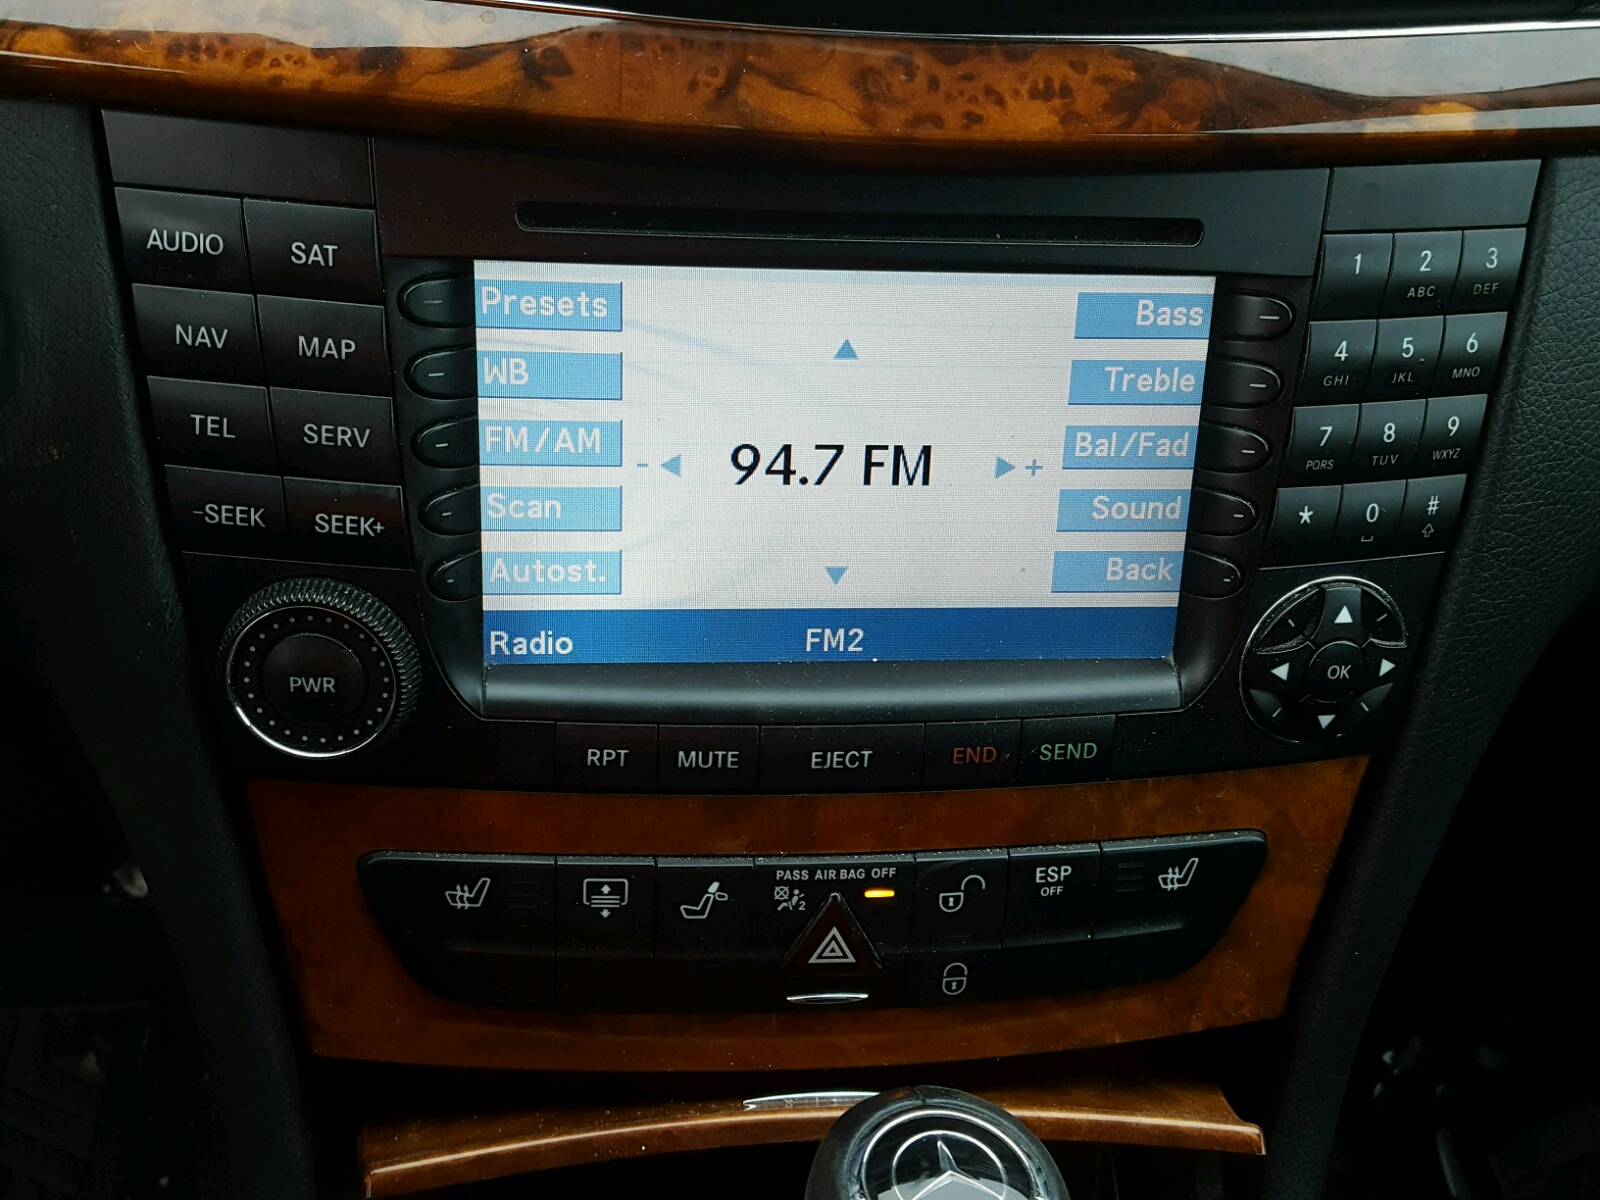 AUDIO SAT
NAV MAP
TEL SERV
-SEEK SEEK+
PWR
Presets
WB
FM/AM
Scan
Autost.
- 94.7 FM +
Bass
Treble
Bal/Fad
Sound
Back
Radio FM2
1 2 3
ABC DEF
4 5 6
GHI JKL MNO
7 8 9
PQRS TUV WXYZ
* 0 #
OK
RPT MUTE EJECT END SEND
PASS AIR BAG OFF
2
ESP
OFF